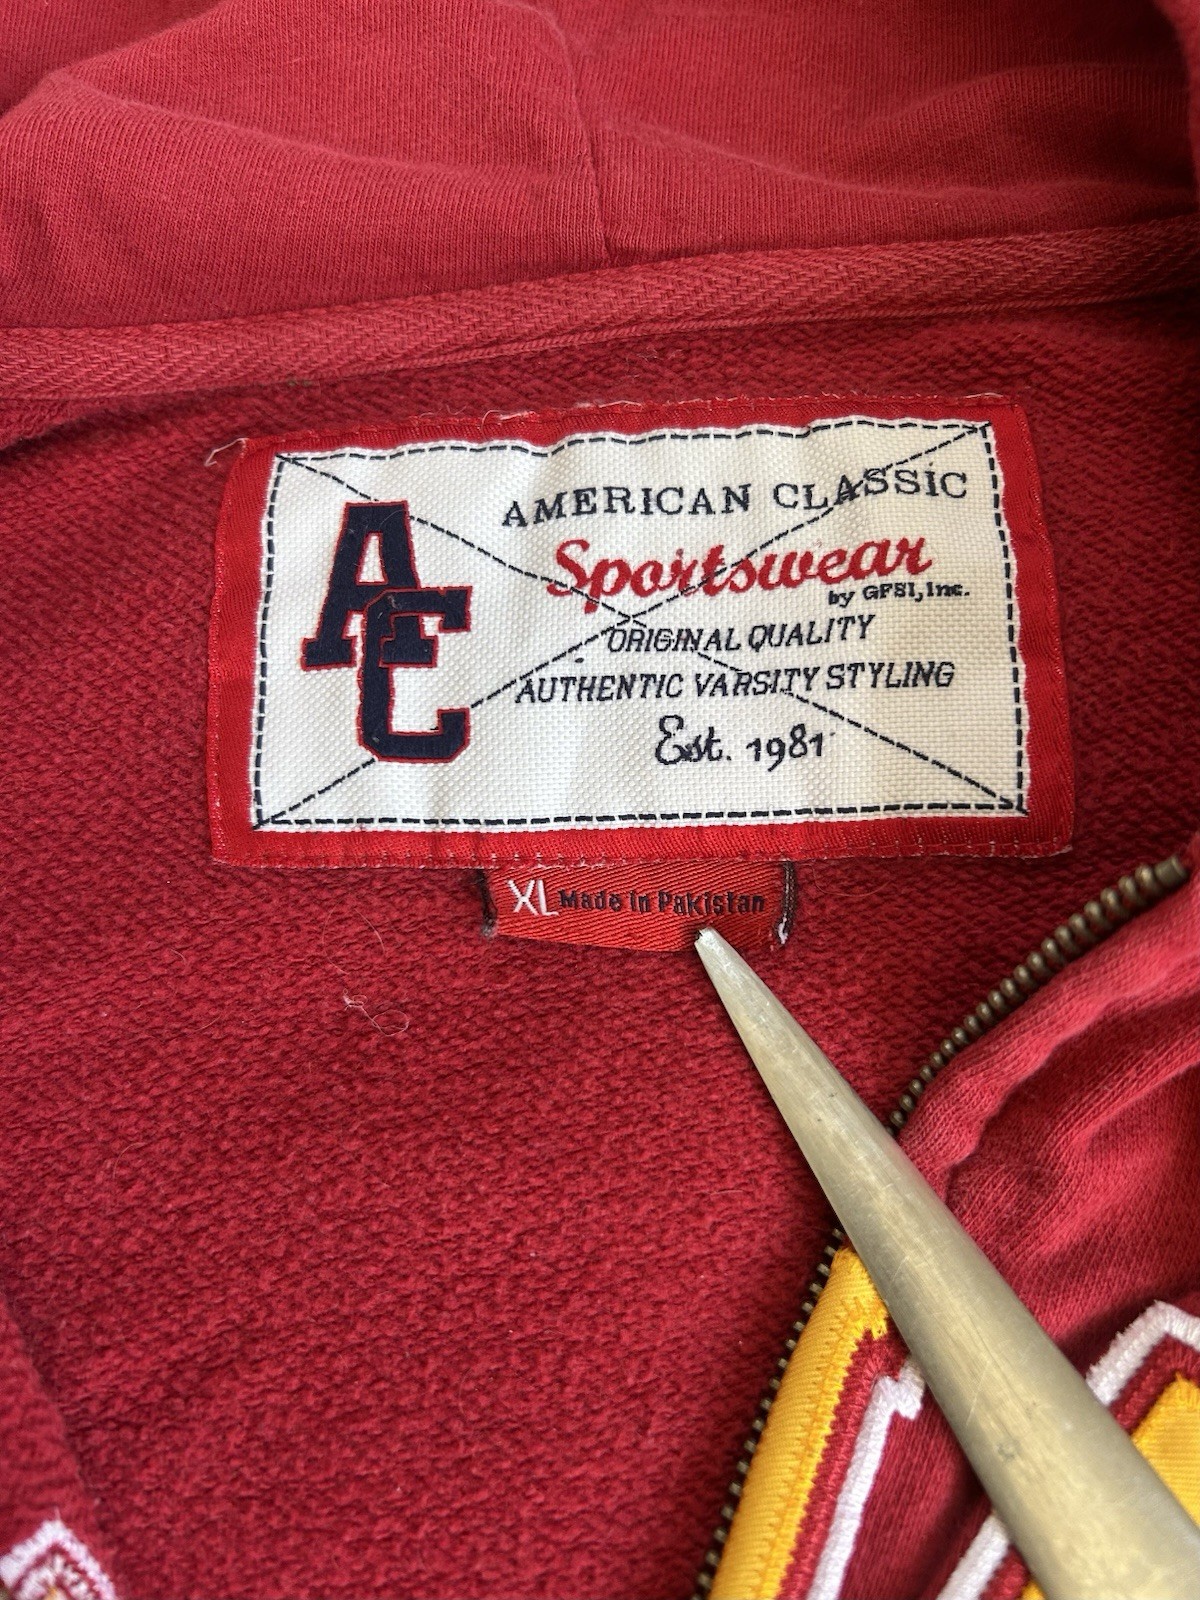 AC
AMERICAN CLASSIC
Sportswear
by GFSI, Inc.
ORIGINAL QUALITY
AUTHENTIC VARSITY STYLING
Est. 1981
XL Made in Pakistan